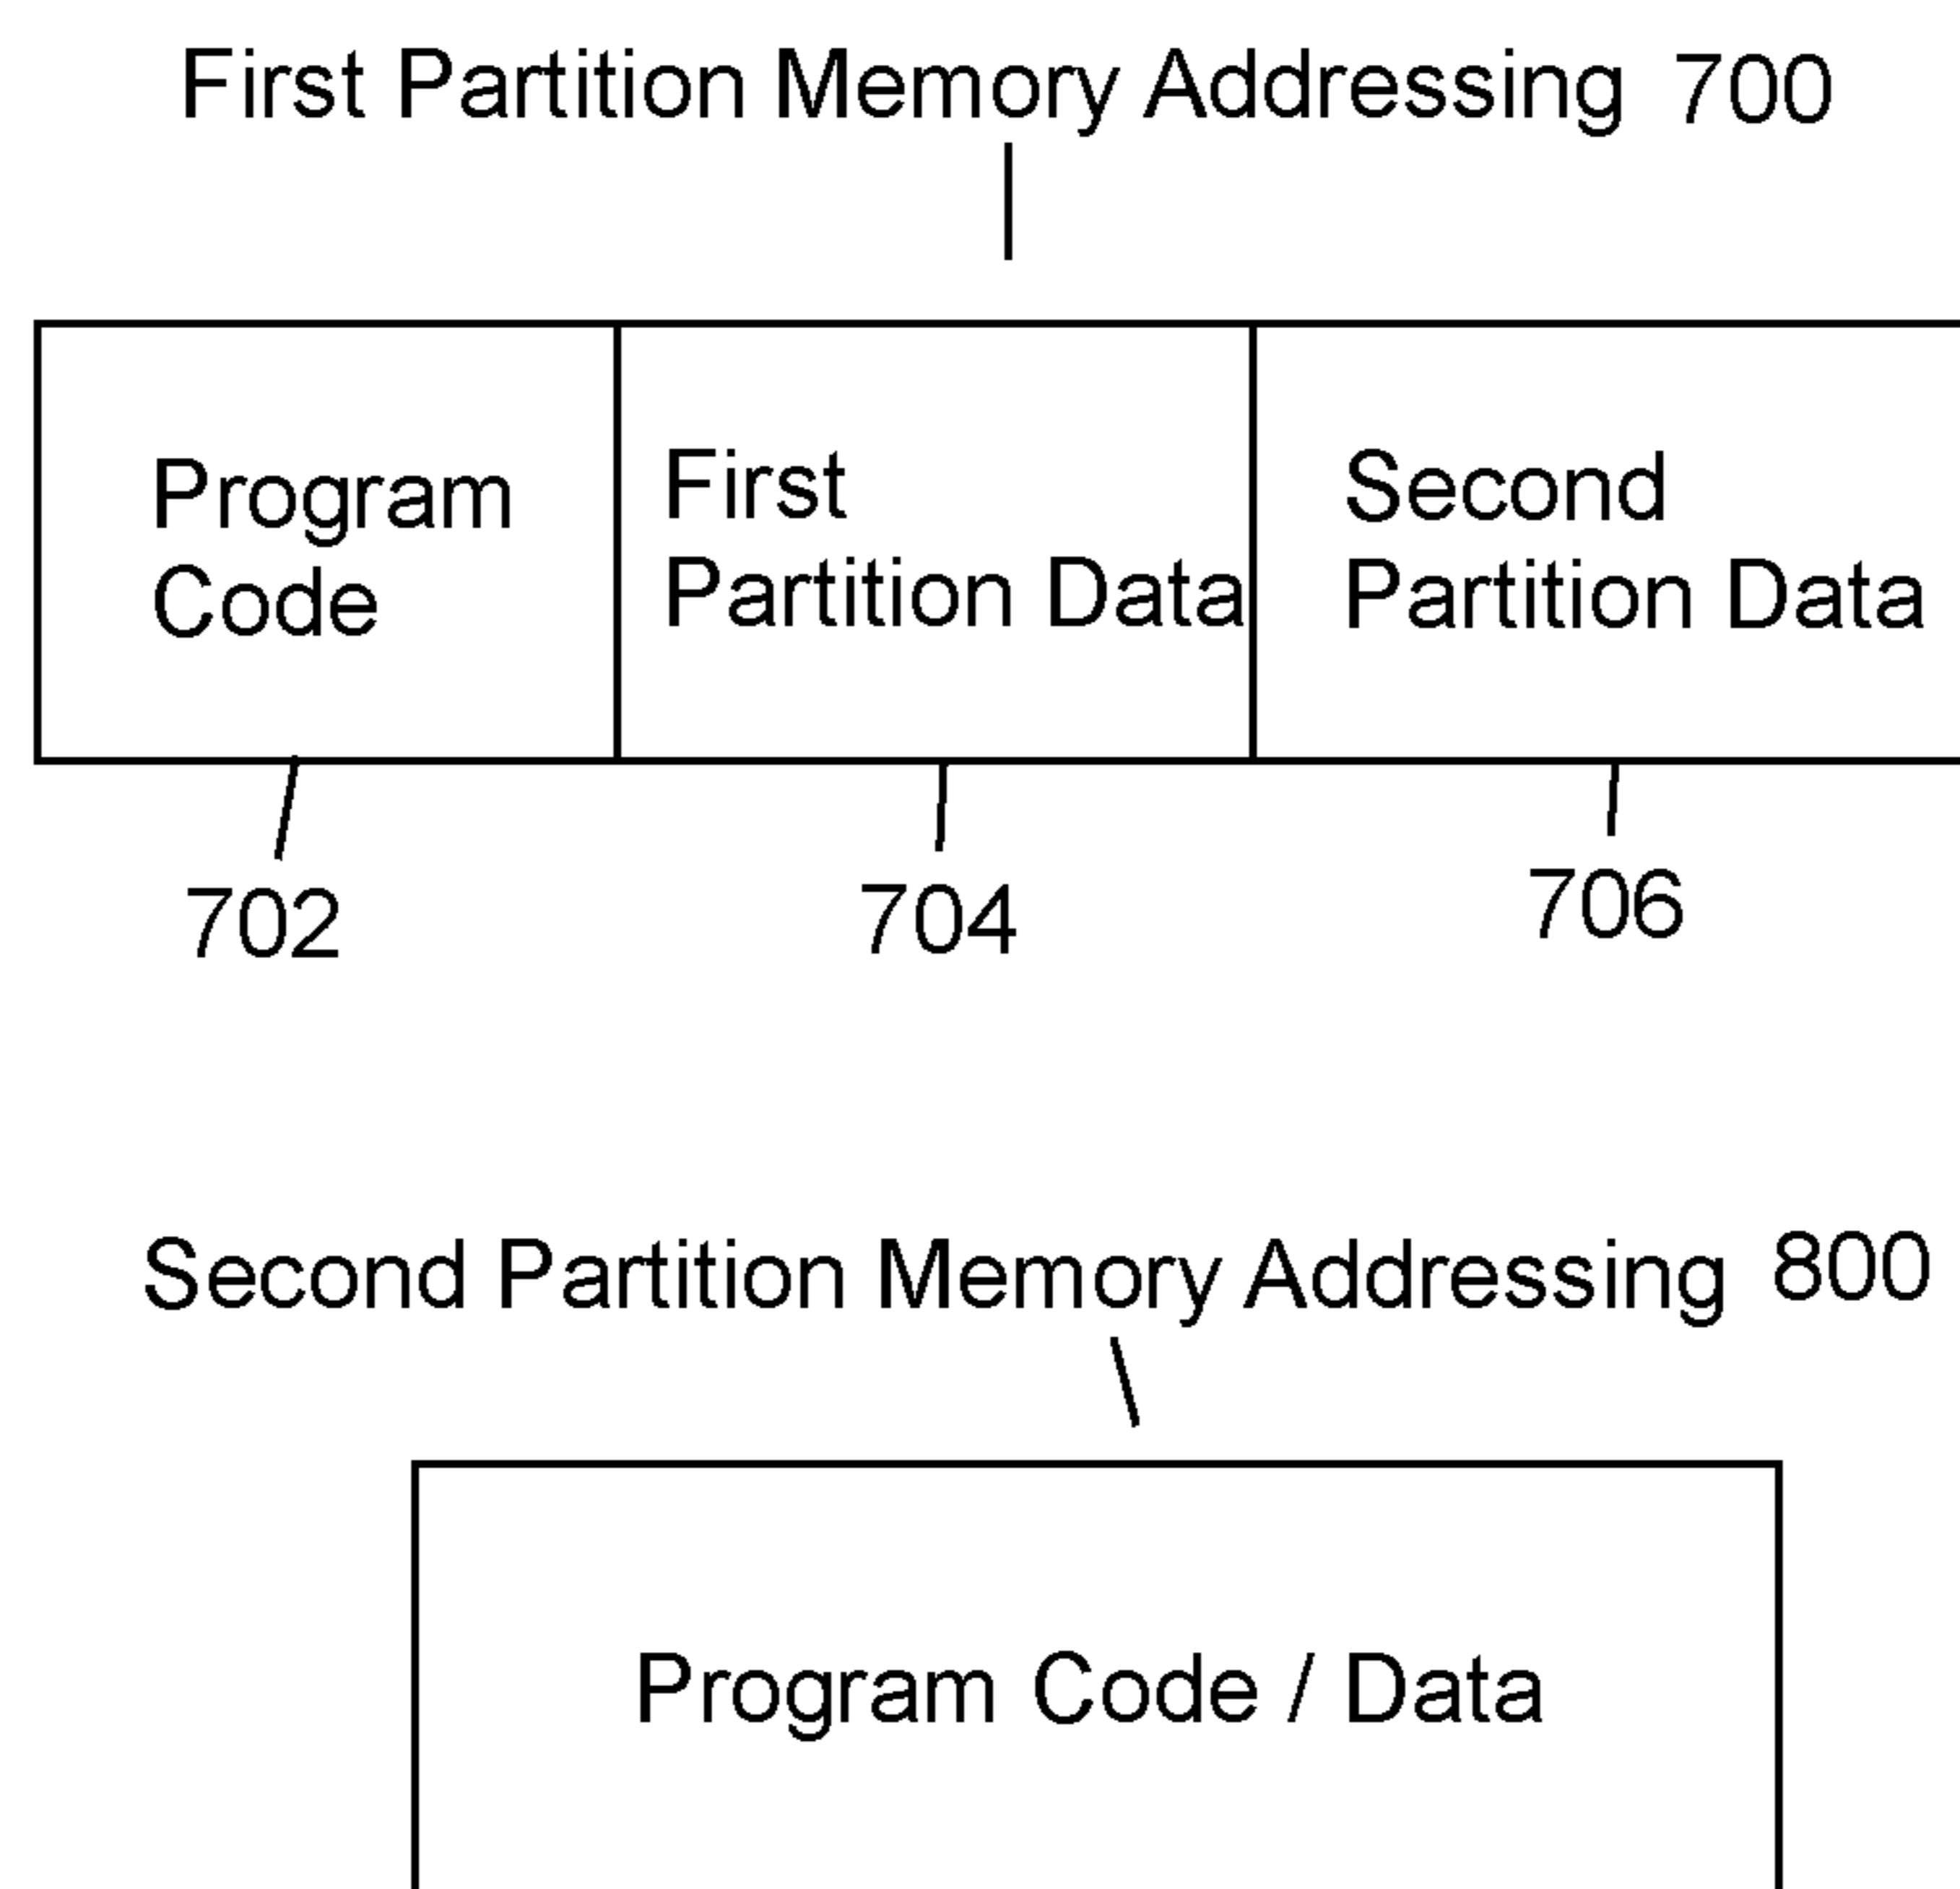 First Partition Memory Addressing 700
Program
Code
First
Partition Data
Second
Partition Data
702
704
706
Second Partition Memory Addressing 800
Program Code / Data